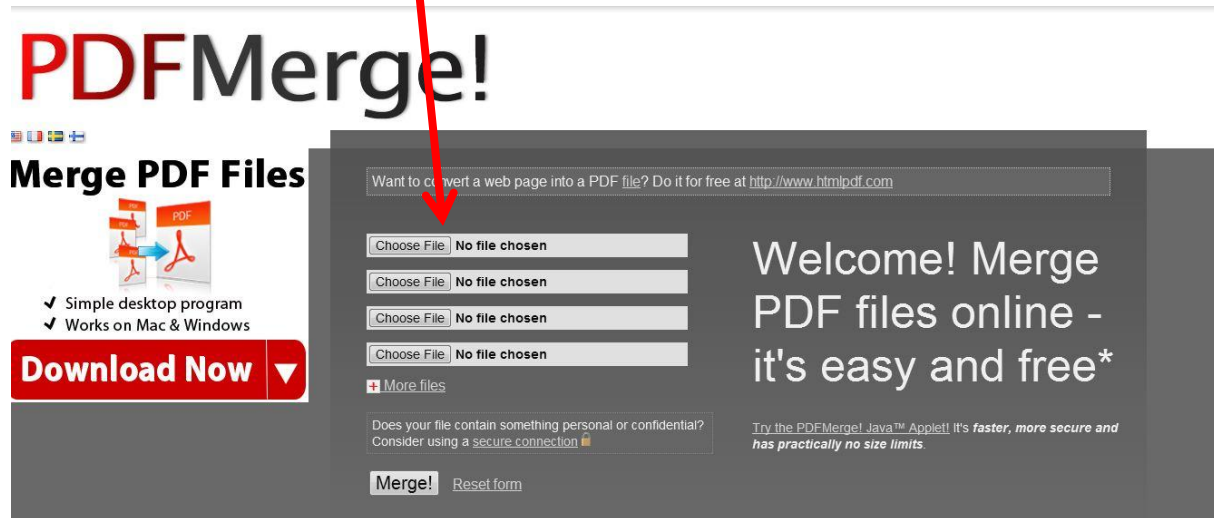 PDFMerge!
Merge PDF Files
PDF
PDF
Simple desktop program
Works on Mac & Windows
Download Now
Want to convert a web page into a PDF file? Do it for free at http://www.htmlpdf.com
Choose File No file chosen
Choose File No file chosen
Choose File No file chosen
Choose File No file chosen
More files
Does your file contain something personal or confidential?
Consider using a secure connection
Merge!
Reset form
Welcome! Merge
PDF files online -
it's easy and free*
Try the PDFMerge! Java™ Applet! It's faster, more secure and
has practically no size limits.